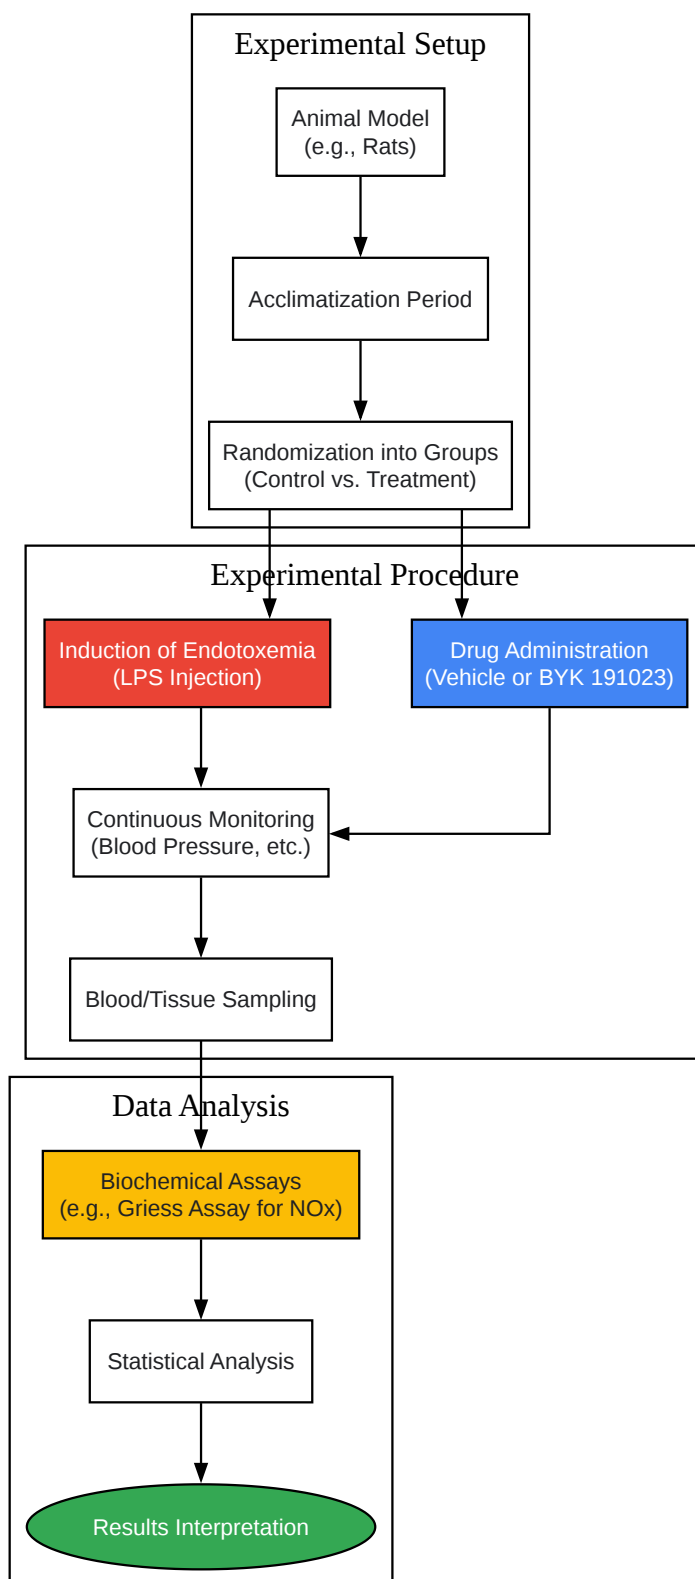 Experimental Setup
Animal Model
(e.g., Rats)
Acclimatization Period
Randomization into Groups
(Control vs. Treatment)
Experimental Procedure
Induction of Endotoxemia
(LPS Injection)
Drug Administration
(Vehicle or BYK 191023)
Continuous Monitoring
(Blood Pressure, etc.)
Blood/Tissue Sampling
Data Analysis
Biochemical Assays
(e.g., Griess Assay for NOx)
Statistical Analysis
Results Interpretation